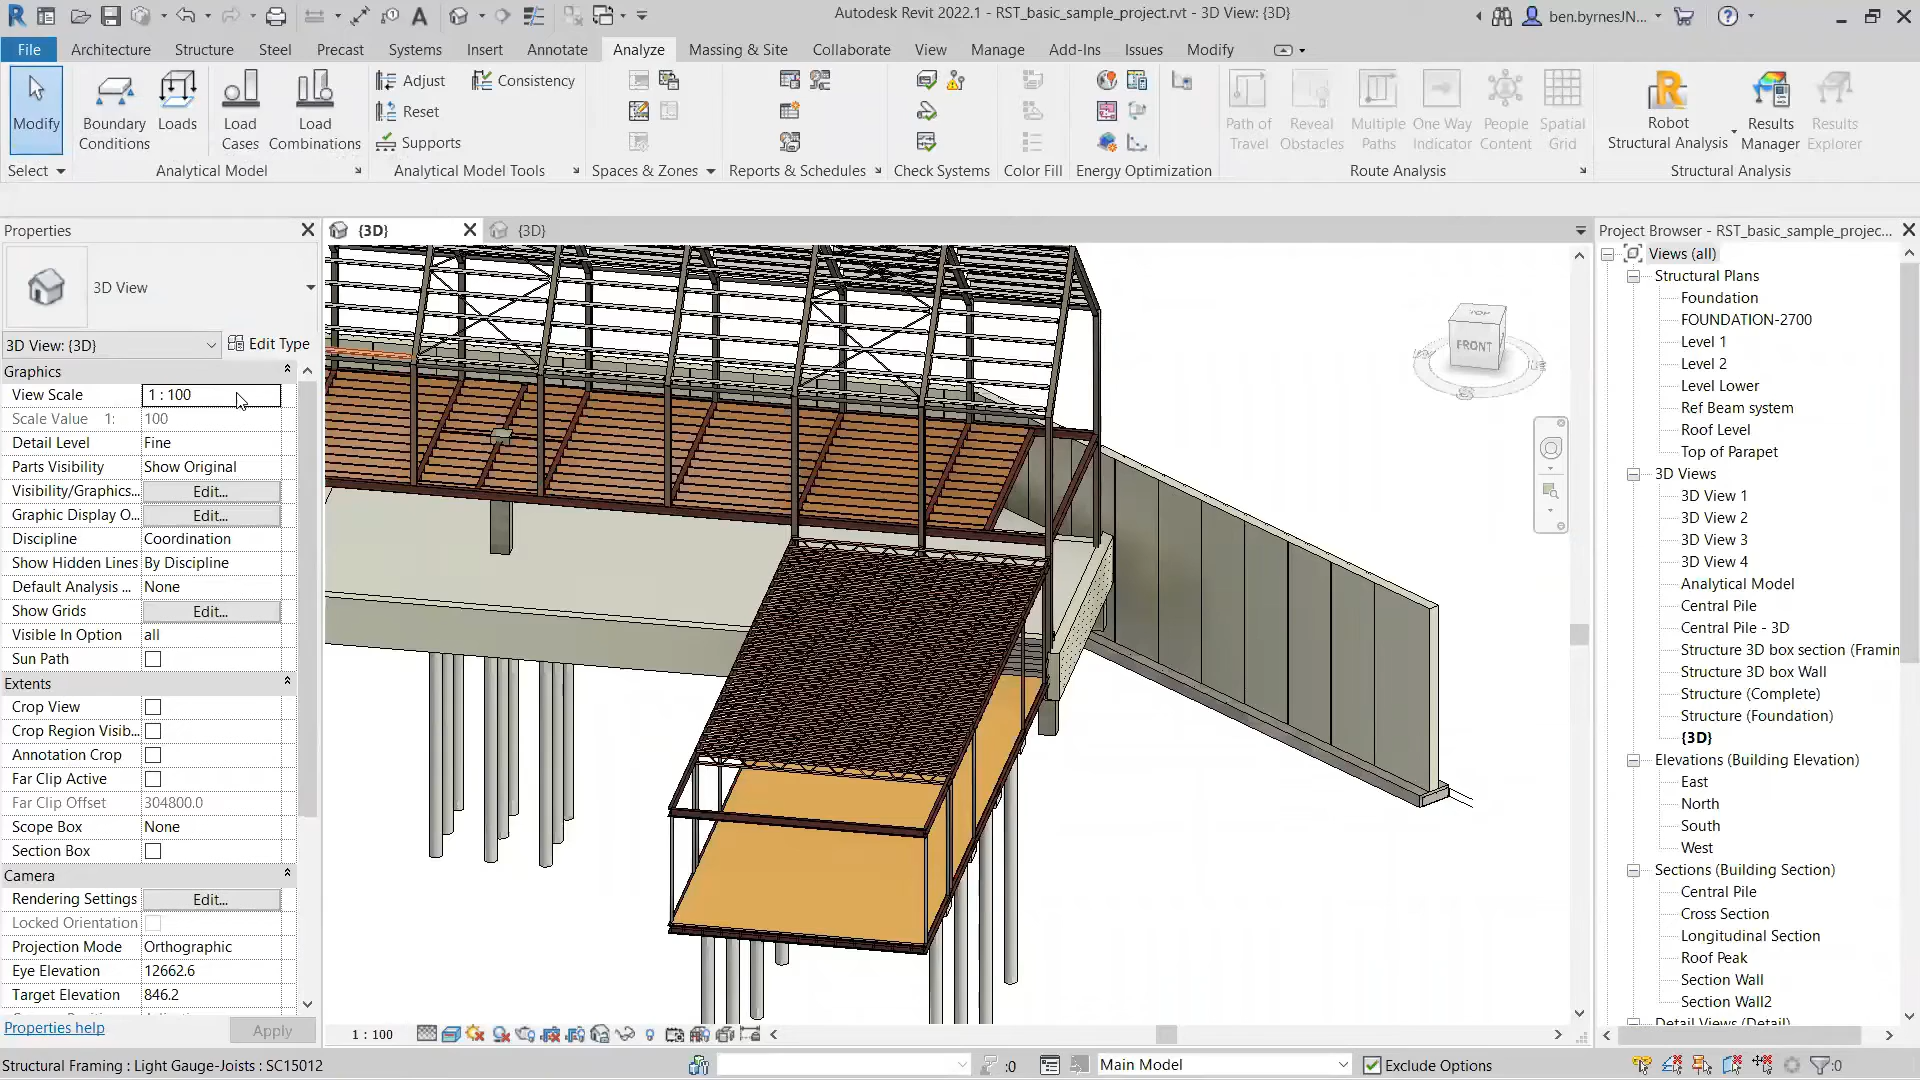 Autodesk Revit 2022.1 - RST_basic_sample_project.rvt - 3D View: {3D}
ben.byrnesJN...
File Architecture Structure Steel Precast Systems Insert Annotate Analyze Massing & Site Collaborate View Manage Add-Ins Issues Modify
Modify
Boundary Conditions
Loads
Load Cases
Load Combinations
Adjust
Consistency
Reset
Supports
Path of Travel
Reveal Obstacles
Multiple Paths
One Way Indicator
People Content
Spatial Grid
Robot Structural Analysis
Results Manager
Results Explorer
Select Analytical Model Analytical Model Tools Spaces & Zones Reports & Schedules Check Systems Color Fill Energy Optimization Route Analysis Structural Analysis
Properties
3D View
3D View: {3D} Edit Type
Graphics
View Scale 1 : 100
Scale Value 1: 100
Detail Level Fine
Parts Visibility Show Original
Visibility/Graphics... Edit...
Graphic Display O... Edit...
Discipline Coordination
Show Hidden Lines By Discipline
Default Analysis ... None
Show Grids Edit...
Visible In Option all
Sun Path
Extents
Crop View
Crop Region Visib...
Annotation Crop
Far Clip Active
Far Clip Offset 304800.0
Scope Box None
Section Box
Camera
Rendering Settings Edit...
Locked Orientation
Projection Mode Orthographic
Eye Elevation 12662.6
Target Elevation 846.2
Properties help Apply
{3D} {3D}
TOP
FRONT
1 : 100
Project Browser - RST_basic_sample_projec...
Views (all)
Structural Plans
Foundation
FOUNDATION-2700
Level 1
Level 2
Level Lower
Ref Beam system
Roof Level
Top of Parapet
3D Views
3D View 1
3D View 2
3D View 3
3D View 4
Analytical Model
Central Pile
Central Pile - 3D
Structure 3D box section (Framin
Structure 3D box Wall
Structure (Complete)
Structure (Foundation)
{3D}
Elevations (Building Elevation)
East
North
South
West
Sections (Building Section)
Central Pile
Cross Section
Longitudinal Section
Roof Peak
Section Wall
Section Wall2
Detail Views (Detail)
Structural Framing : Light Gauge-Joists : SC15012
:0
Main Model
Exclude Options
:0